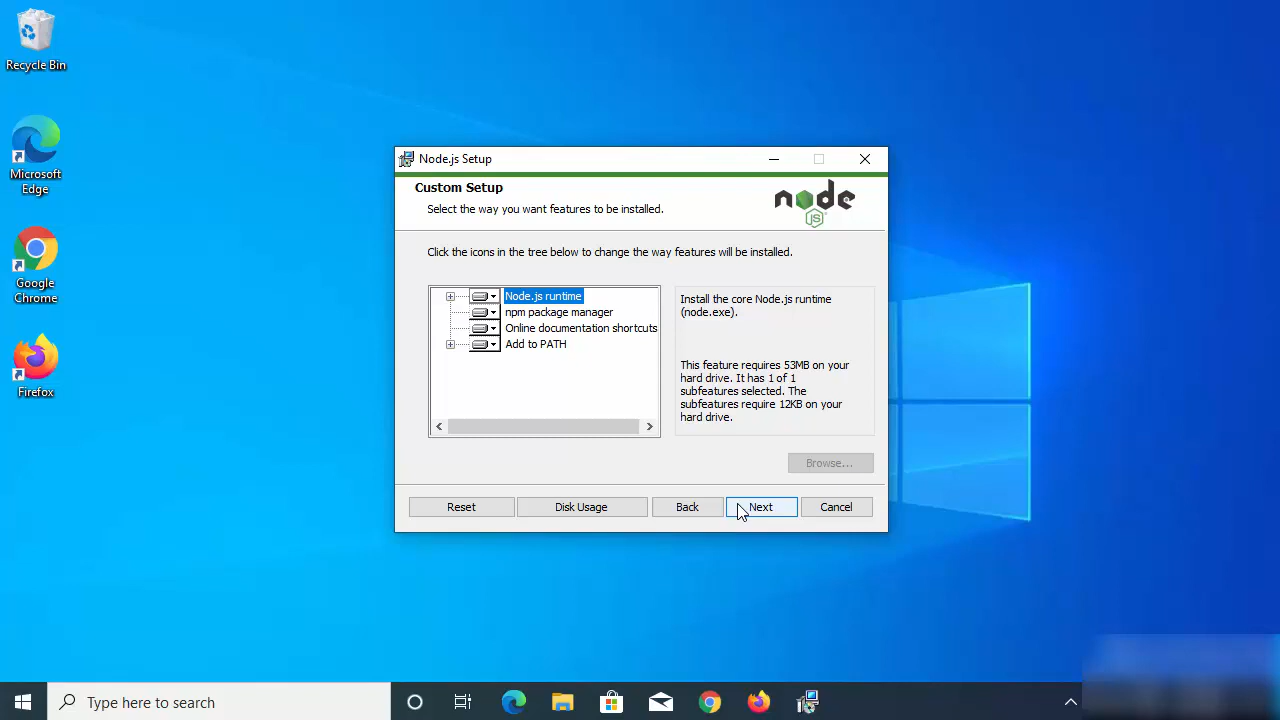 Recycle Bin
Microsoft
Edge
Google
Chrome
Firefox
Node.js Setup
Custom Setup
Select the way you want features to be installed.
node
JS
Click the icons in the tree below to change the way features will be installed.
Node.js runtime
npm package manager
Online documentation shortcuts
Add to PATH
Install the core Node.js runtime
(node.exe).
This feature requires 53MB on your
hard drive. It has 1 of 1
subfeatures selected. The
subfeatures require 12KB on your
hard drive.
Browse...
Reset
Disk Usage
Back
Next
Cancel
Type here to search